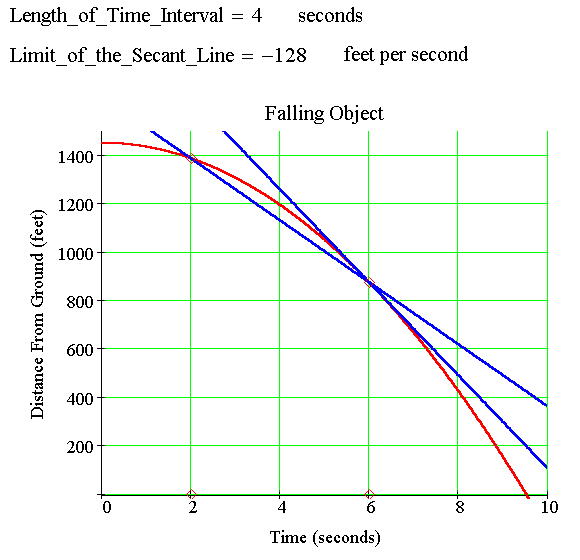 Length_of_Time_Interval = 4 seconds
Limit_of_the_Secant_Line = −128 feet per second
Falling Object
1400
1200
1000
800
600
400
200
Distance From Ground (feet)
0 2 4 6 8 10
Time (seconds)